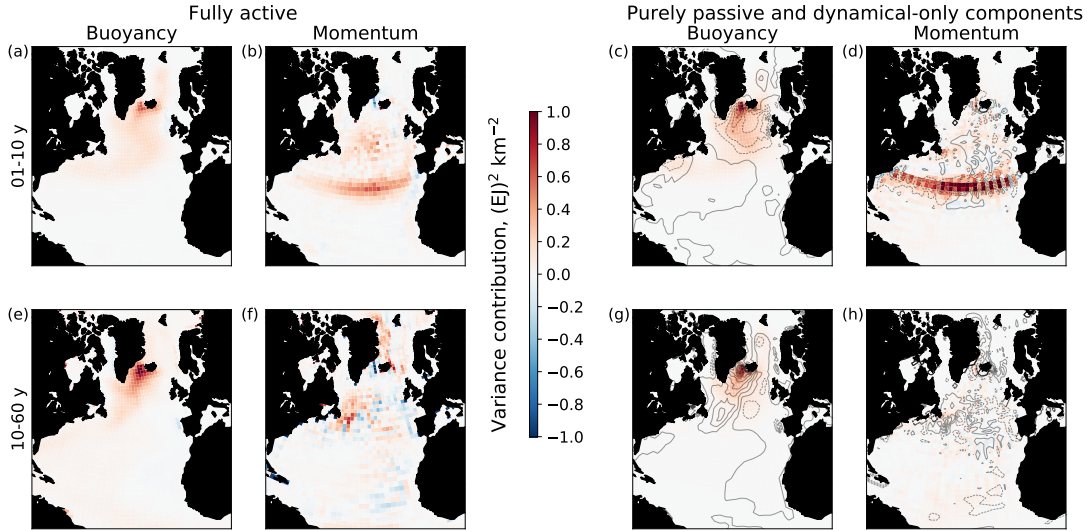 Fully active
Purely passive and dynamical-only components
Buoyancy
Momentum
Buoyancy
Momentum
(a)
(b)
(c)
(d)
01-10 y
1.0
0.8
0.6
0.4
0.2
0.0
−0.2
−0.4
−0.6
−0.8
−1.0
Variance contribution, (EJ)² km⁻²
(e)
(f)
(g)
(h)
10-60 y